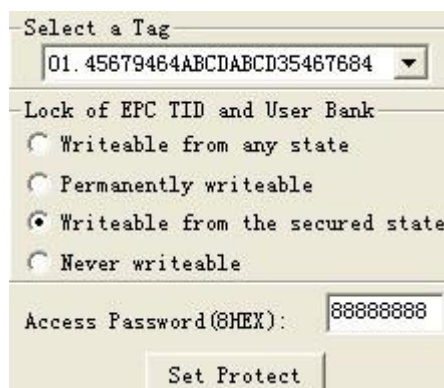 Select a Tag
01.45679464ABCDABCD35467684
Lock of EPC TID and User Bank
Writeable from any state
Permanently writeable
Writeable from the secured state
Never writeable
Access Password(8HEX): 88888888
Set Protect